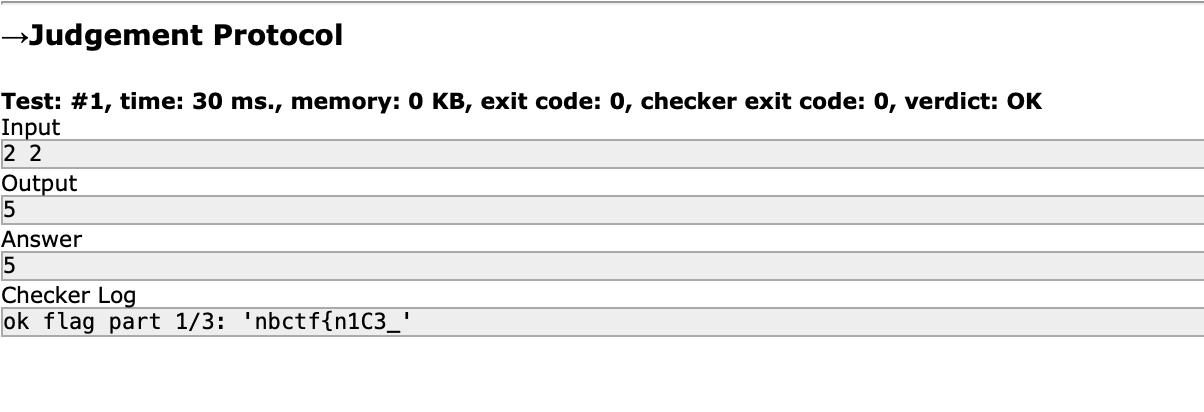 →Judgement Protocol
Test: #1, time: 30 ms., memory: 0 KB, exit code: 0, checker exit code: 0, verdict: OK
Input
2 2
Output
5
Answer
5
Checker Log
ok flag part 1/3: 'nbctf{n1C3_'